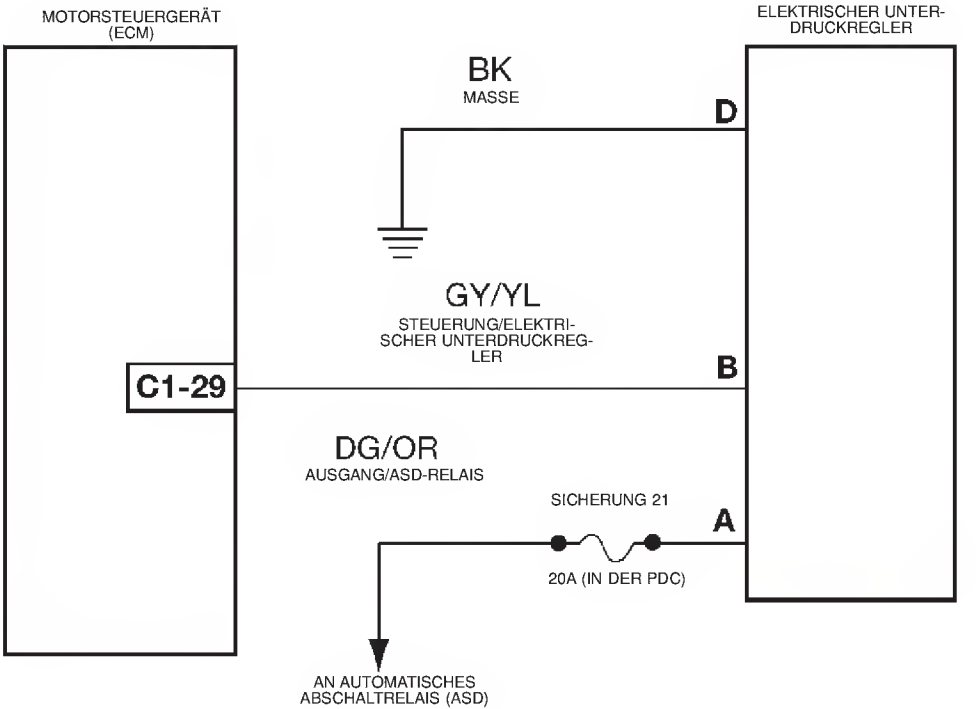 MOTORSTEUERGERÄT
(ECM)
ELEKTRISCHER UNTER-
DRUCKREGLER
BK
MASSE
D
GY/YL
STEUERUNG/ELEKTRI-
SCHER UNTERDRUCKREG-
LER
B
C1-29
DG/OR
AUSGANG/ASD-RELAIS
SICHERUNG 21
A
20A (IN DER PDC)
AN AUTOMATISCHES
ABSCHALTRELAIS (ASD)